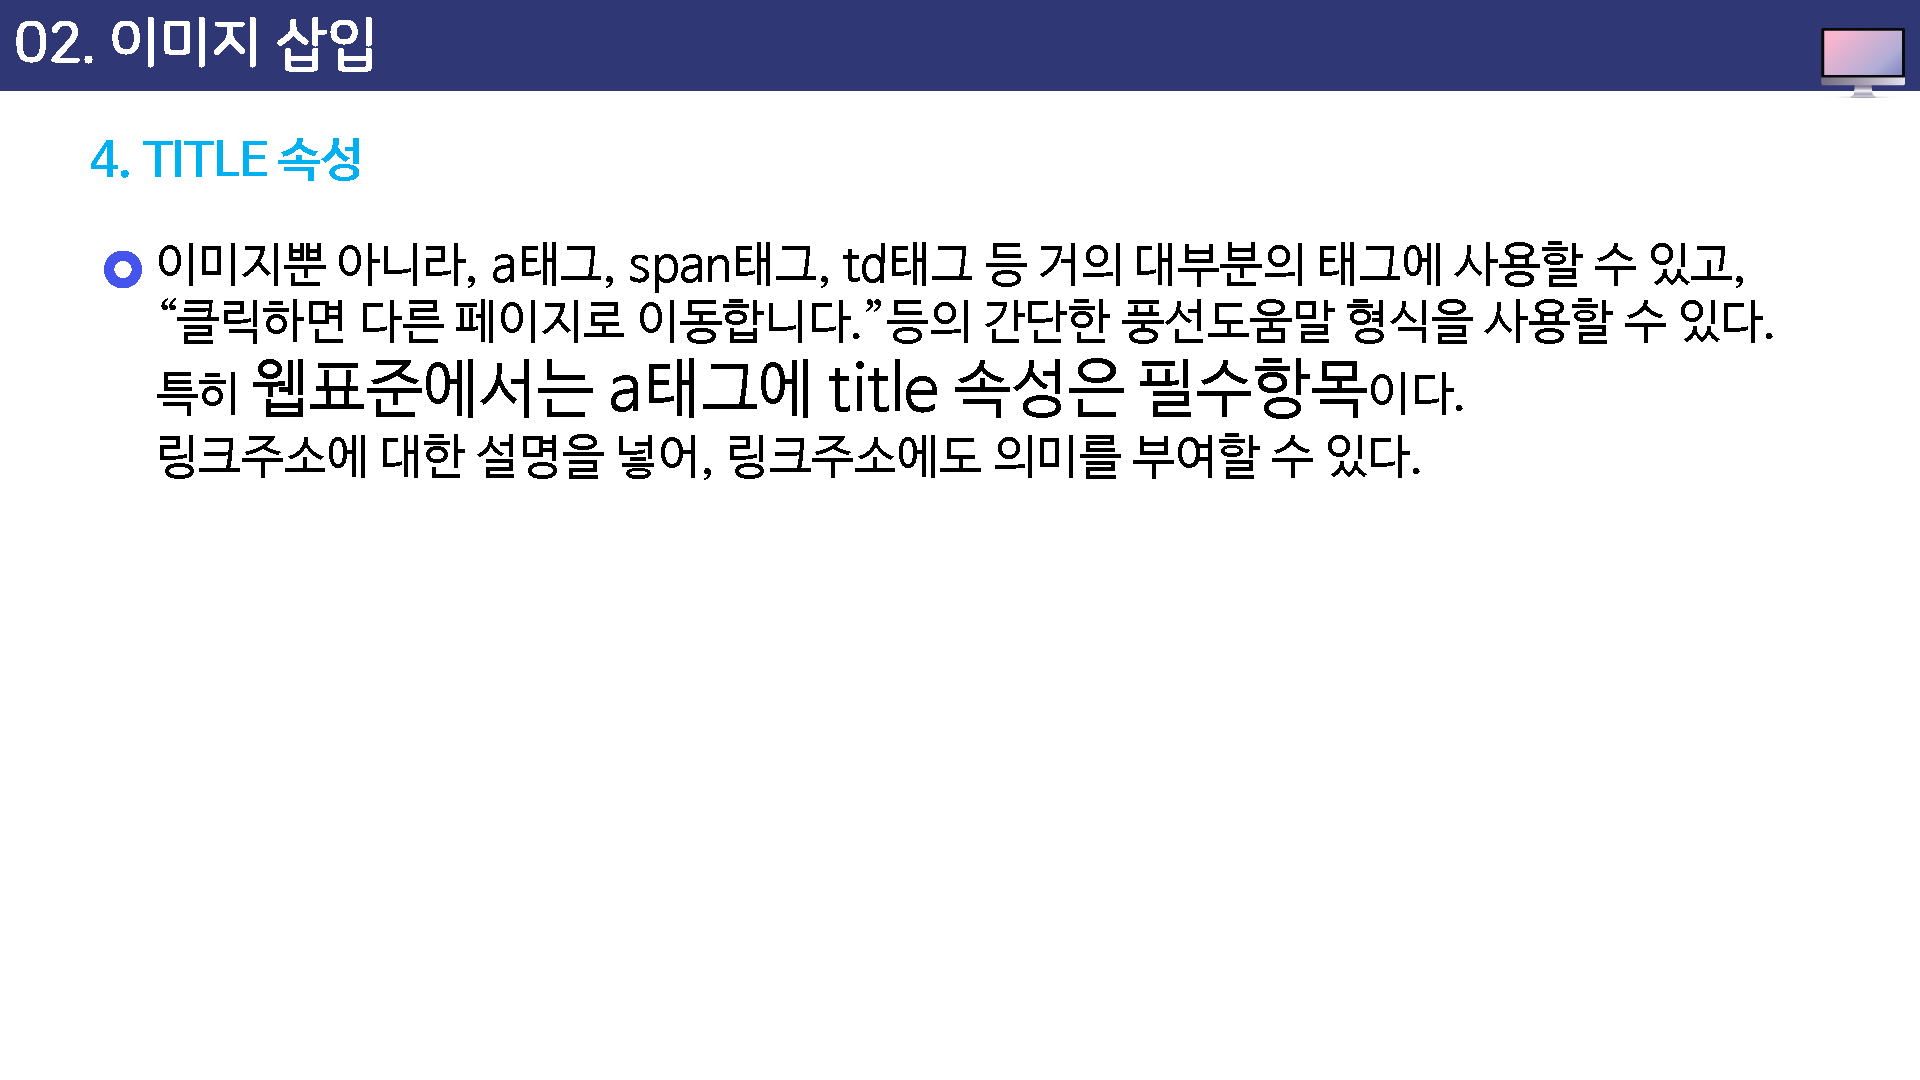 02. 이미지 삽입
4. TITLE 속성
이미지뿐 아니라, a태그, span태그, td태그 등 거의 대부분의 태그에 사용할 수 있고,
“클릭하면 다른 페이지로 이동합니다.”등의 간단한 풍선도움말 형식을 사용할 수 있다.
특히 웹표준에서는 a태그에 title 속성은 필수항목이다.
링크주소에 대한 설명을 넣어, 링크주소에도 의미를 부여할 수 있다.